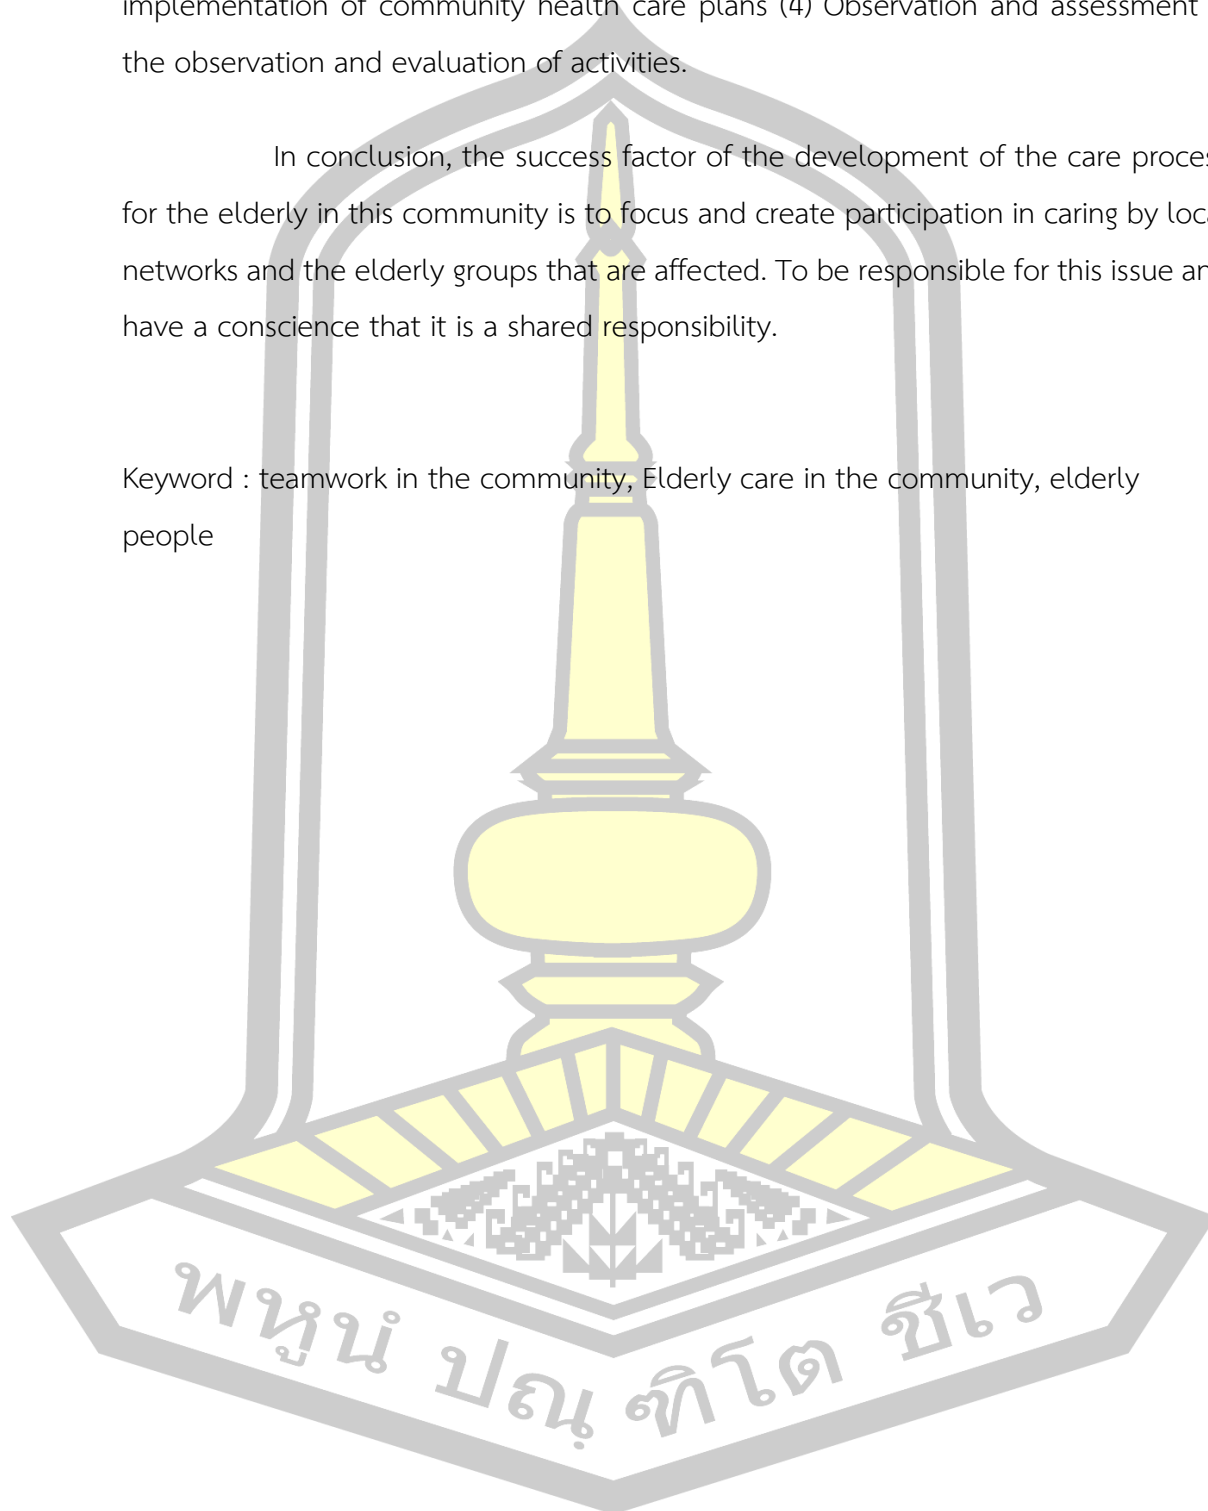 implementation of community health care plans (4) Observation and assessment
the observation and evaluation of activities.
In conclusion, the success factor of the development of the care proces
for the elderly in this community is to focus and create participation in caring by loca
networks and the elderly groups that are affected. To be responsible for this issue an
have a conscience that it is a shared responsibility.
Keyword : teamwork in the community, Elderly care in the community, elderly
people
พหูนํ ปณฺ ฑิโต ชีเว